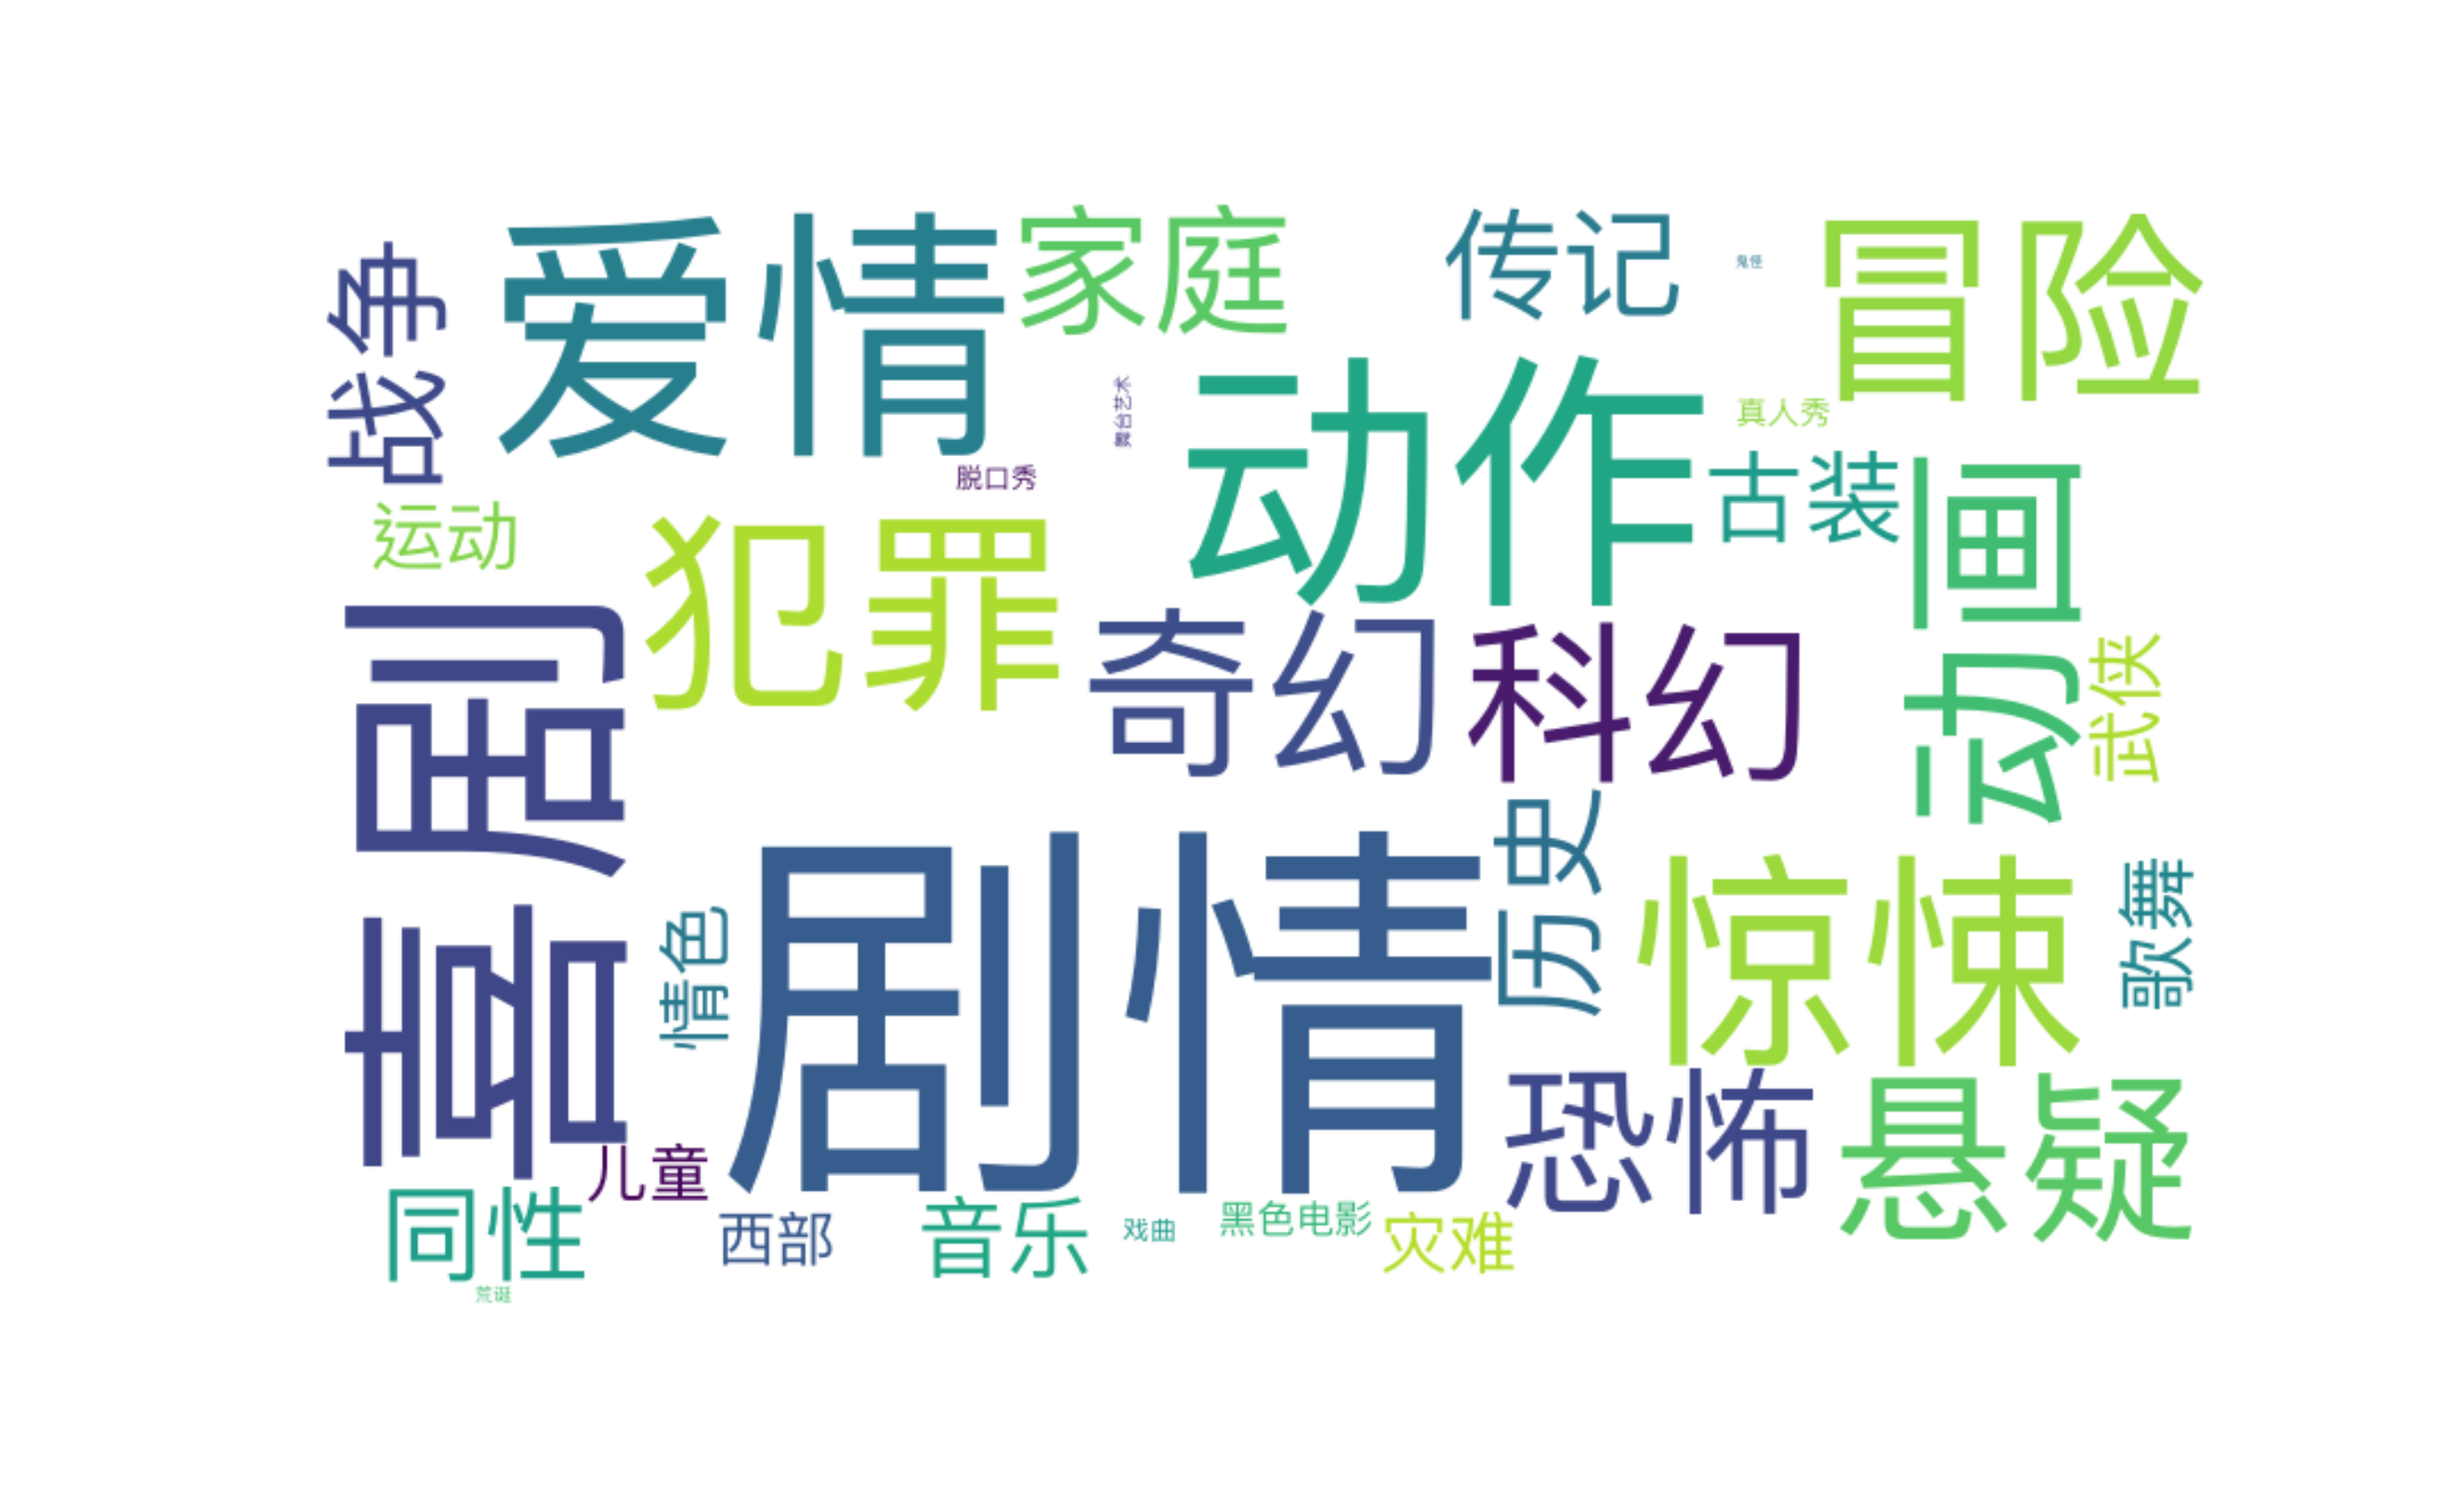 爱情
家庭
传记
鬼怪
冒险
战争
舞台艺术
动作
真人秀
脱口秀
古装
动画
运动
犯罪
奇幻
科幻
武侠
喜剧
剧情
历史
惊悚
歌舞
情色
恐怖
悬疑
儿童
同性
西部
音乐
戏曲
黑色电影
灾难
荒诞